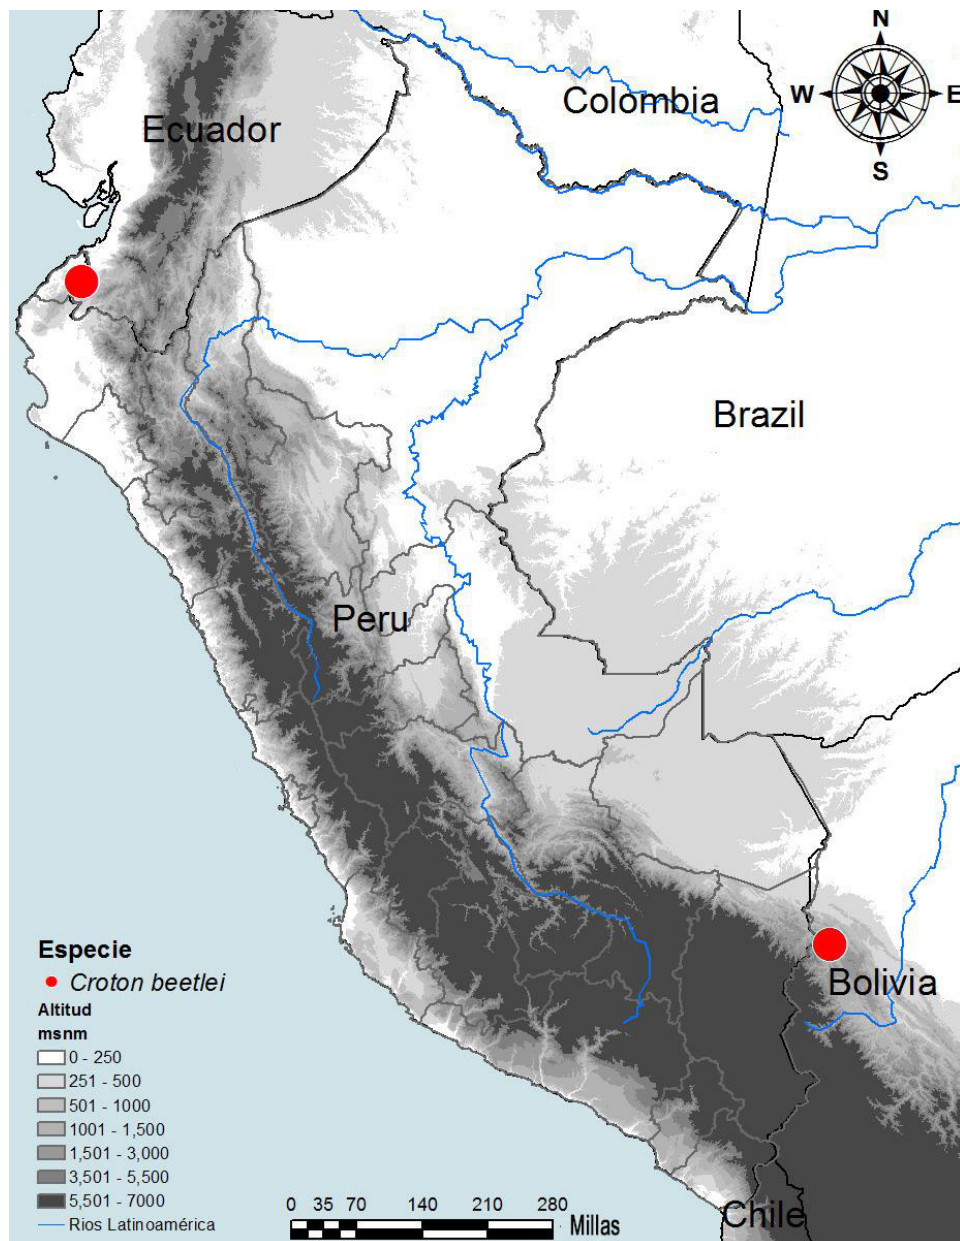 N
W E
S
Colombia
Ecuador
Brazil
Peru
Bolivia
Chile
Especie
Croton beetlei
Altitud
msnm
0 - 250
251 - 500
501 - 1000
1001 - 1,500
1,501 - 3,000
3,501 - 5,500
5,501 - 7000
Rios Latinoamérica
0 35 70 140 210 280
Millas